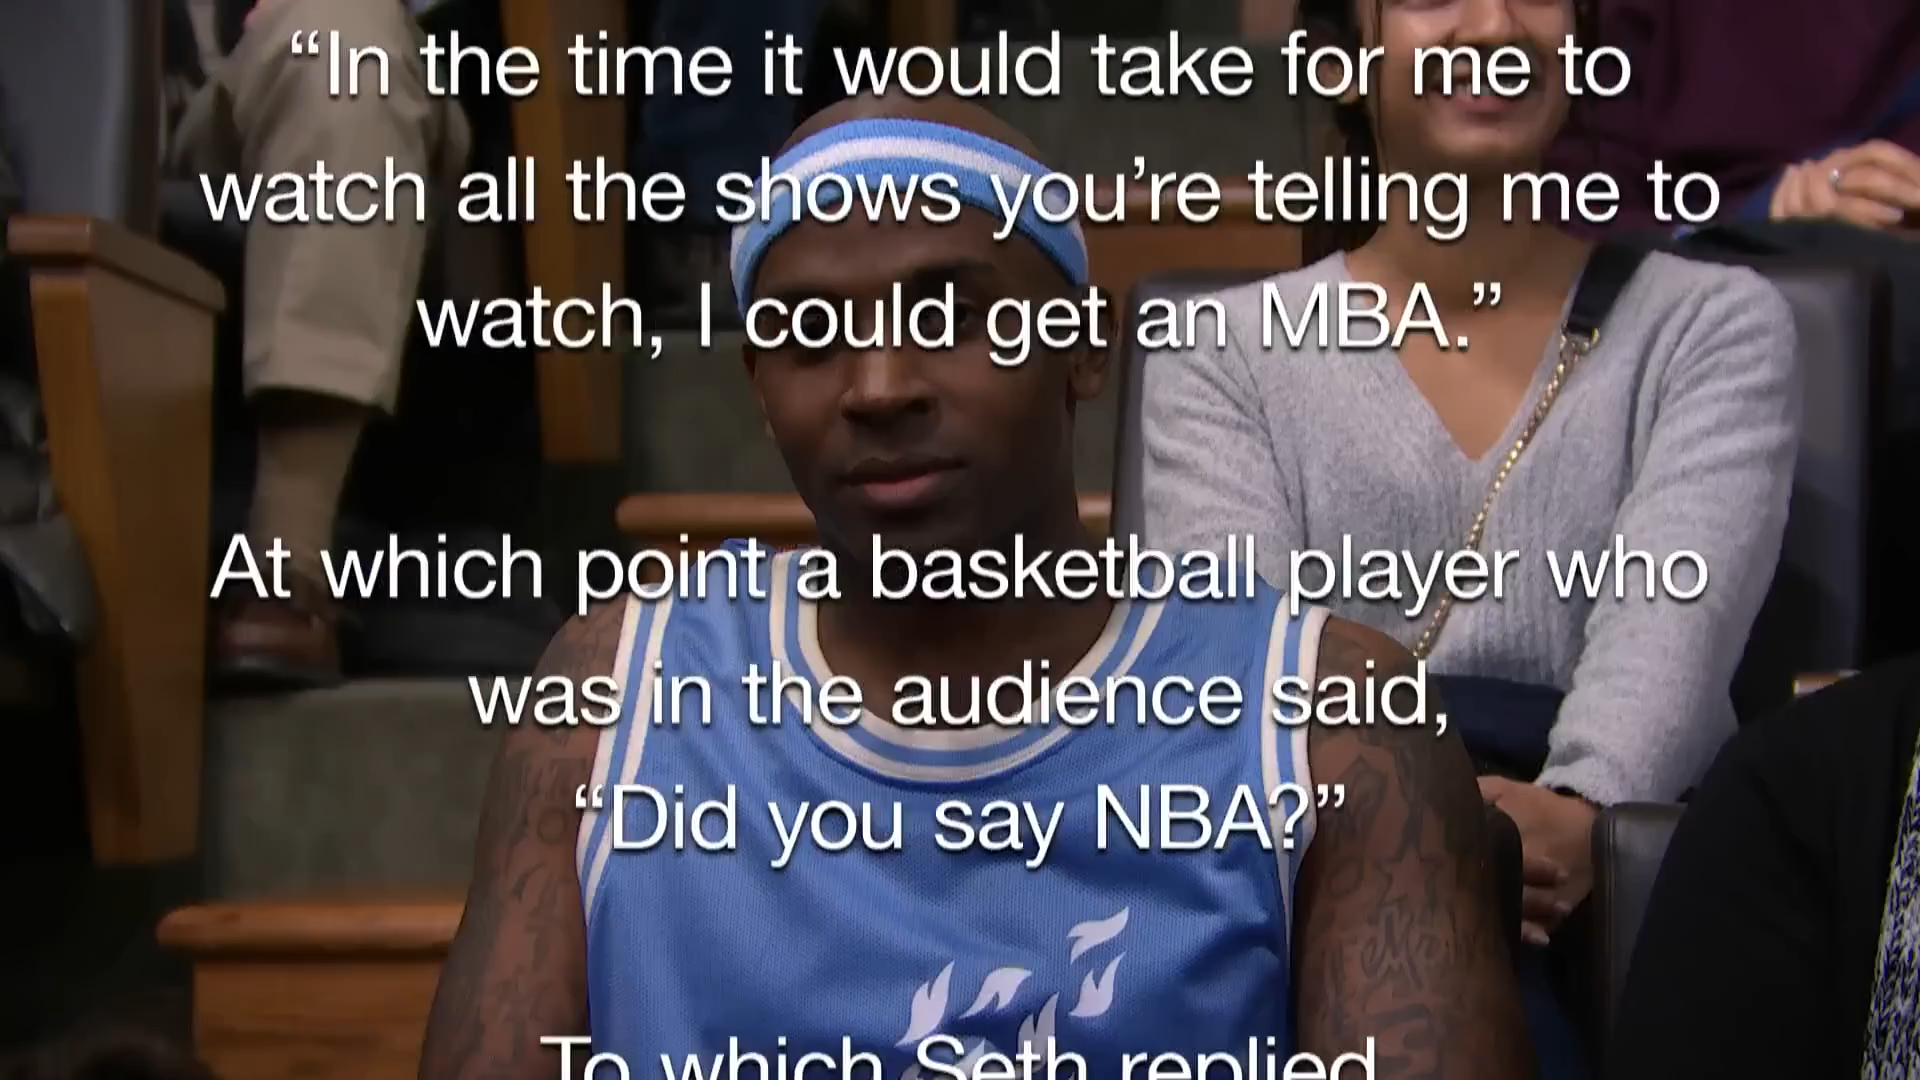 “In the time it would take for me to
watch all the shows you’re telling me to
watch, I could get an MBA.”
At which point a basketball player who
was in the audience said,
“Did you say NBA?”
To which Seth replied